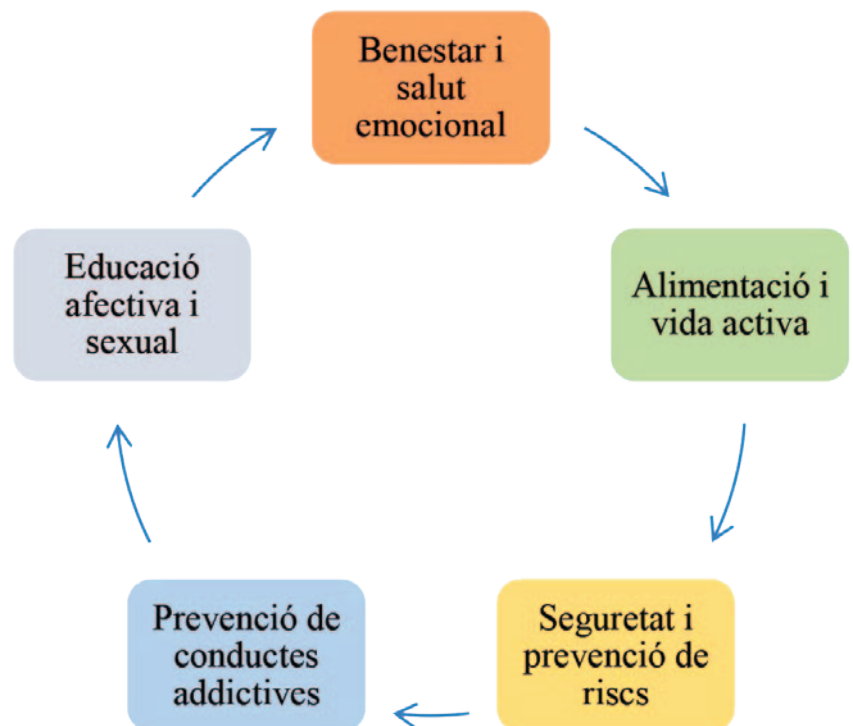 Benestar i
salut
emocional
Alimentació i
vida activa
Seguretat i
prevenció de
riscs
Prevenció de
conductes
addictives
Educació
afectiva i
sexual